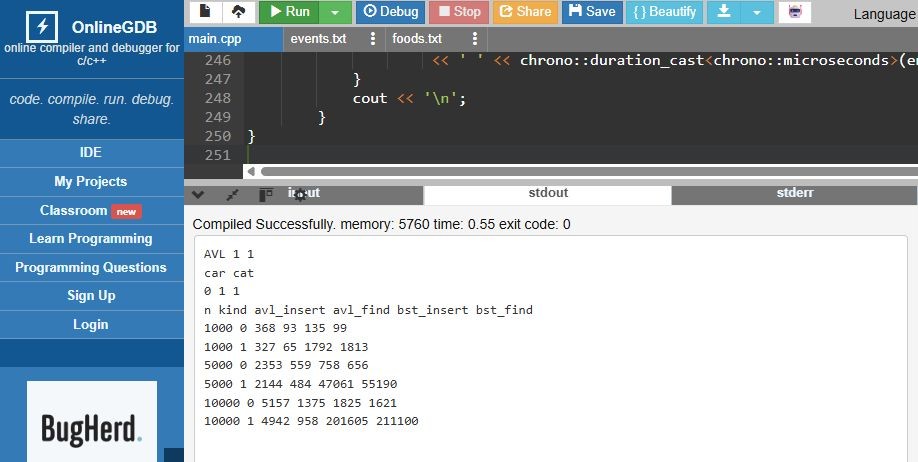 OnlineGDB
online compiler and debugger for
c/c++
code. compile. run. debug.
share.
IDE
My Projects
Classroom new
Learn Programming
Programming Questions
Sign Up
Login
BugHerd.
Run Debug Stop Share Save { } Beautify Language
main.cpp events.txt foods.txt
246 << ' ' << chrono::duration_cast<chrono::microseconds>(en
247 }
248 cout << '\n';
249 }
250 }
251
input stdout stderr
Compiled Successfully. memory: 5760 time: 0.55 exit code: 0
AVL 1 1
car cat
0 1 1
n kind avl_insert avl_find bst_insert bst_find
1000 0 368 93 135 99
1000 1 327 65 1792 1813
5000 0 2353 559 758 656
5000 1 2144 484 47061 55190
10000 0 5157 1375 1825 1621
10000 1 4942 958 201605 211100